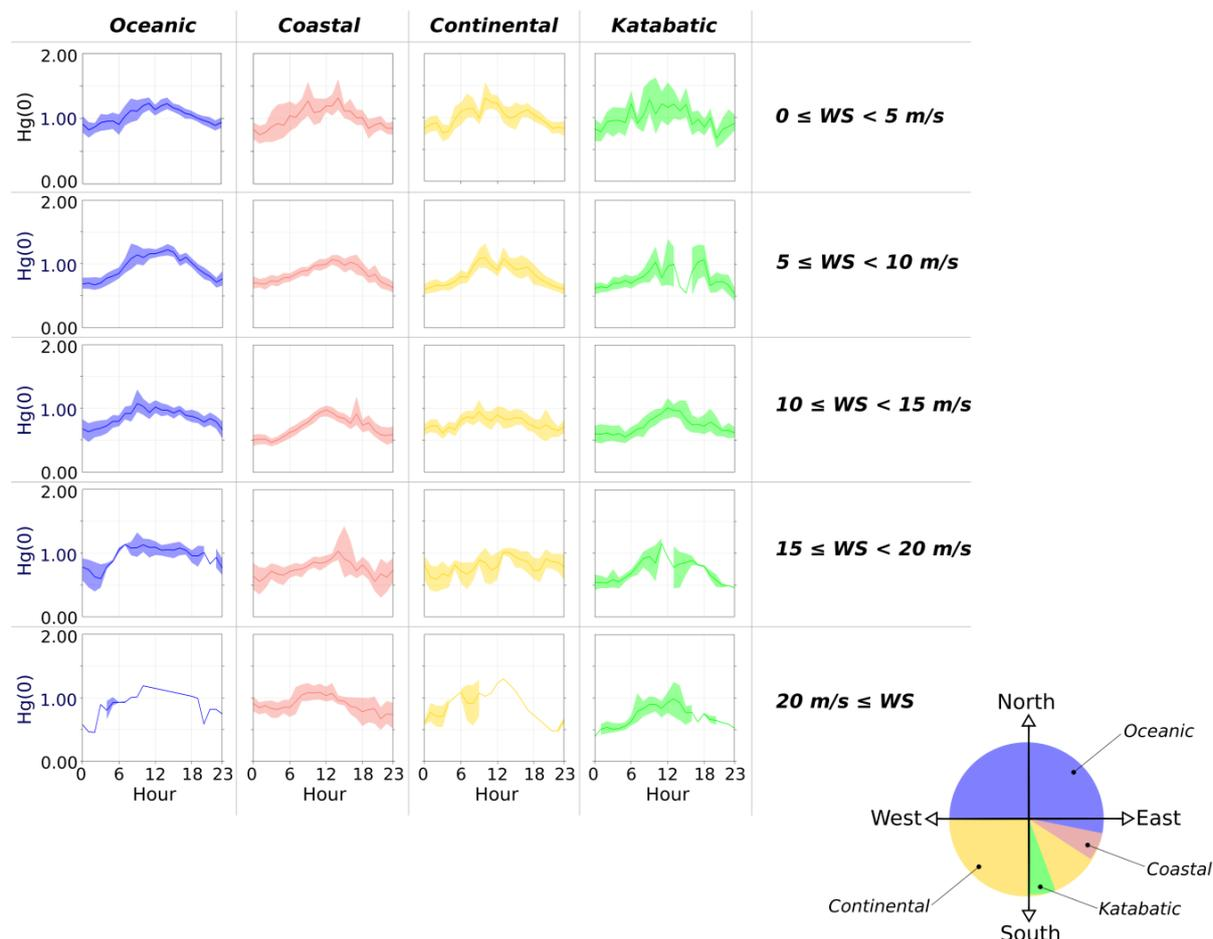 Oceanic Coastal Continental Katabatic
2.00
Hg(0)
1.00
0.00
0 ≤ WS < 5 m/s
2.00
Hg(0)
1.00
0.00
5 ≤ WS < 10 m/s
2.00
Hg(0)
1.00
0.00
10 ≤ WS < 15 m/s
2.00
Hg(0)
1.00
0.00
15 ≤ WS < 20 m/s
2.00
Hg(0)
1.00
0.00
20 m/s ≤ WS
0 6 12 18 23 0 6 12 18 23 0 6 12 18 23 0 6 12 18 23
Hour Hour Hour Hour
North
Oceanic
West East
Coastal
Continental Katabatic
South